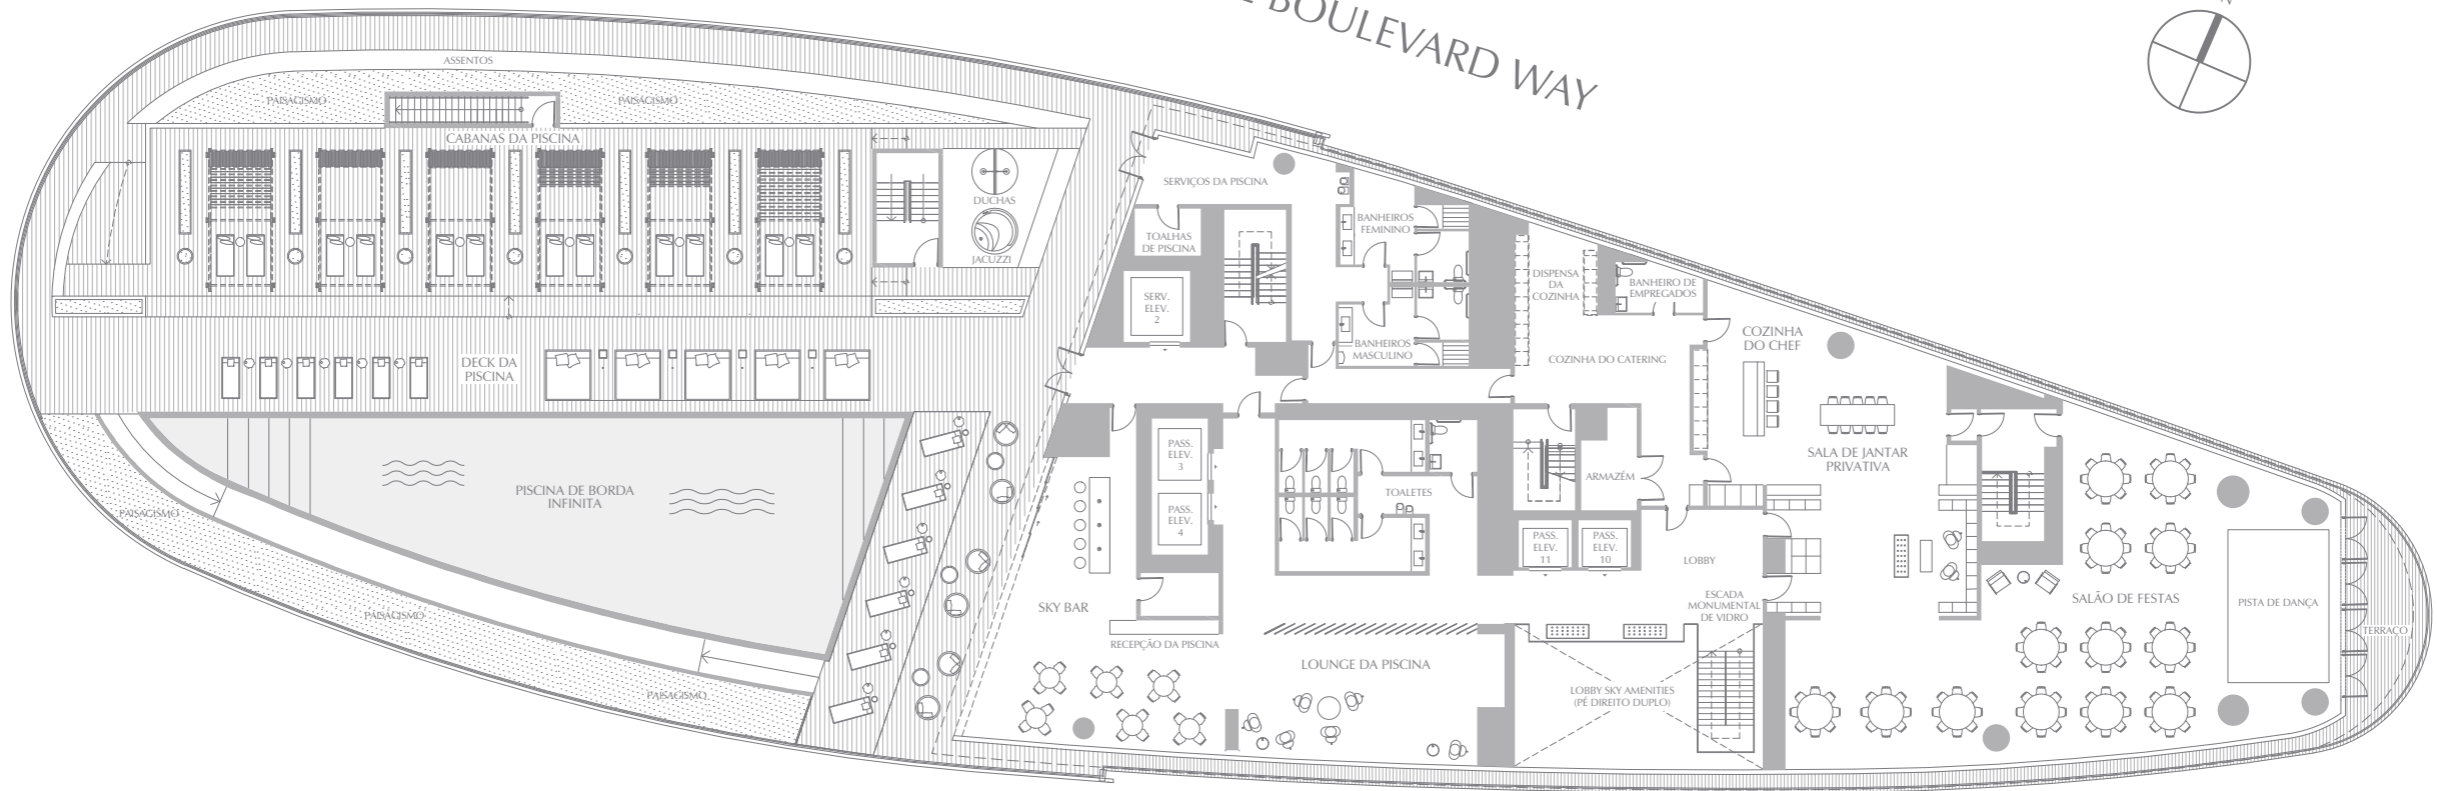 BOULEVARD WAY
N
ASSENTOS
PAISAGISMO
PAISAGISMO
CABANAS DA PISCINA
DUCHAS
JACUZZI
SERVIÇOS DA PISCINA
TOALHAS
DE PISCINA
SERV.
ELEV.
2
BANHEIROS
FEMININO
BANHEIROS
MASCULINO
DISPENSA
DA
COZINHA
BANHEIRO DE
EMPREGADOS
COZINHA DO CATERING
COZINHA
DO CHEF
DECK DA
PISCINA
PISCINA DE BORDA
INFINITA
PAISAGISMO
PAISAGISMO
PAISAGISMO
PASS.
ELEV.
3
PASS.
ELEV.
4
TOALETES
ARMAZÉM
SALA DE JANTAR
PRIVATIVA
PASS.
ELEV.
11
PASS.
ELEV.
10
LOBBY
SKY BAR
RECEPÇÃO DA PISCINA
LOUNGE DA PISCINA
ESCADA
MONUMENTAL
DE VIDRO
LOBBY SKY AMENITIES
(PÉ DIREITO DUPLO)
SALÃO DE FESTAS
PISTA DE DANÇA
TERRAÇO